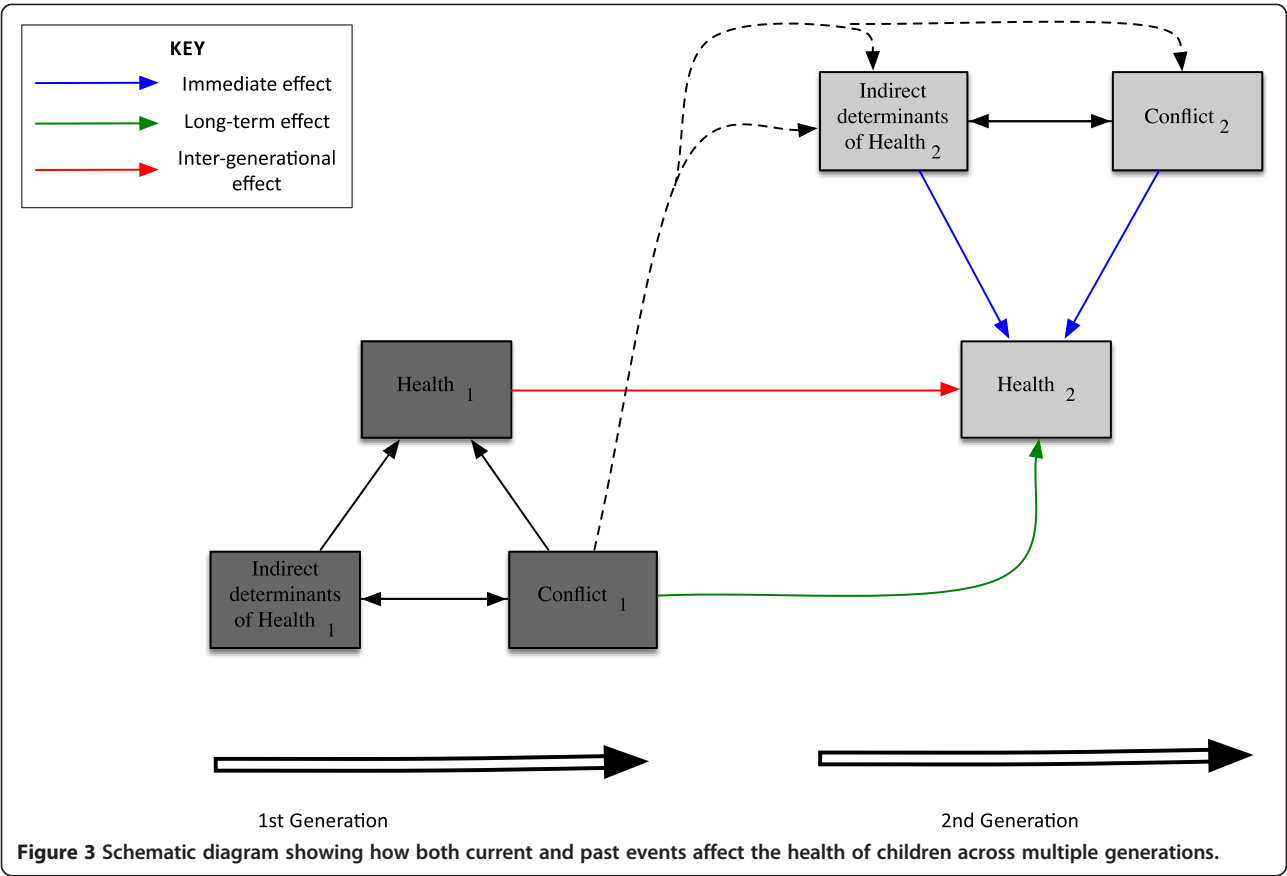 KEY
Immediate effect
Long-term effect
Inter-generational
effect
Indirect
determinants
of Health 2
Conflict 2
Health 1
Health 2
Indirect
determinants
of Health 1
Conflict 1
1st Generation
2nd Generation
Figure 3 Schematic diagram showing how both current and past events affect the health of children across multiple generations.